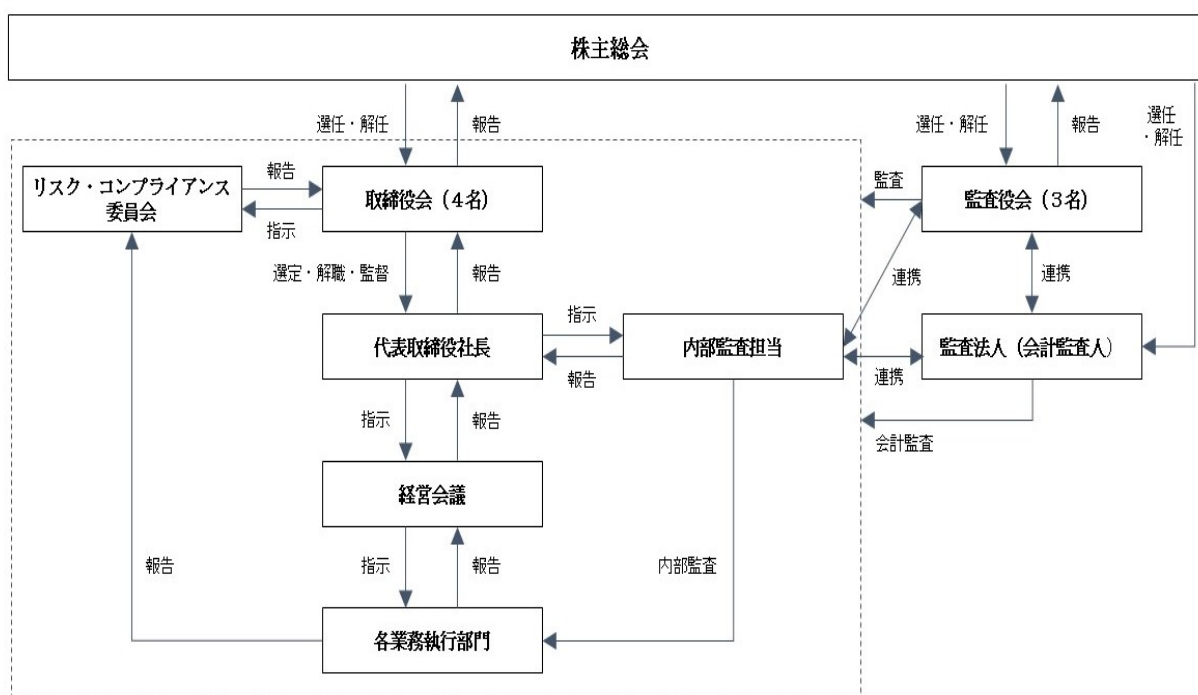 株主総会
選任・解任
報告
選任・解任
報告
選任
・解任
リスク・コンプライアンス
委員会
報告
指示
取締役会（４名）
監査
監査役会（３名）
選定・解職・監督
報告
連携
連携
代表取締役社長
指示
報告
内部監査担当
連携
監査法人（会計監査人）
指示
報告
会計監査
経営会議
報告
指示
報告
内部監査
各業務執行部門